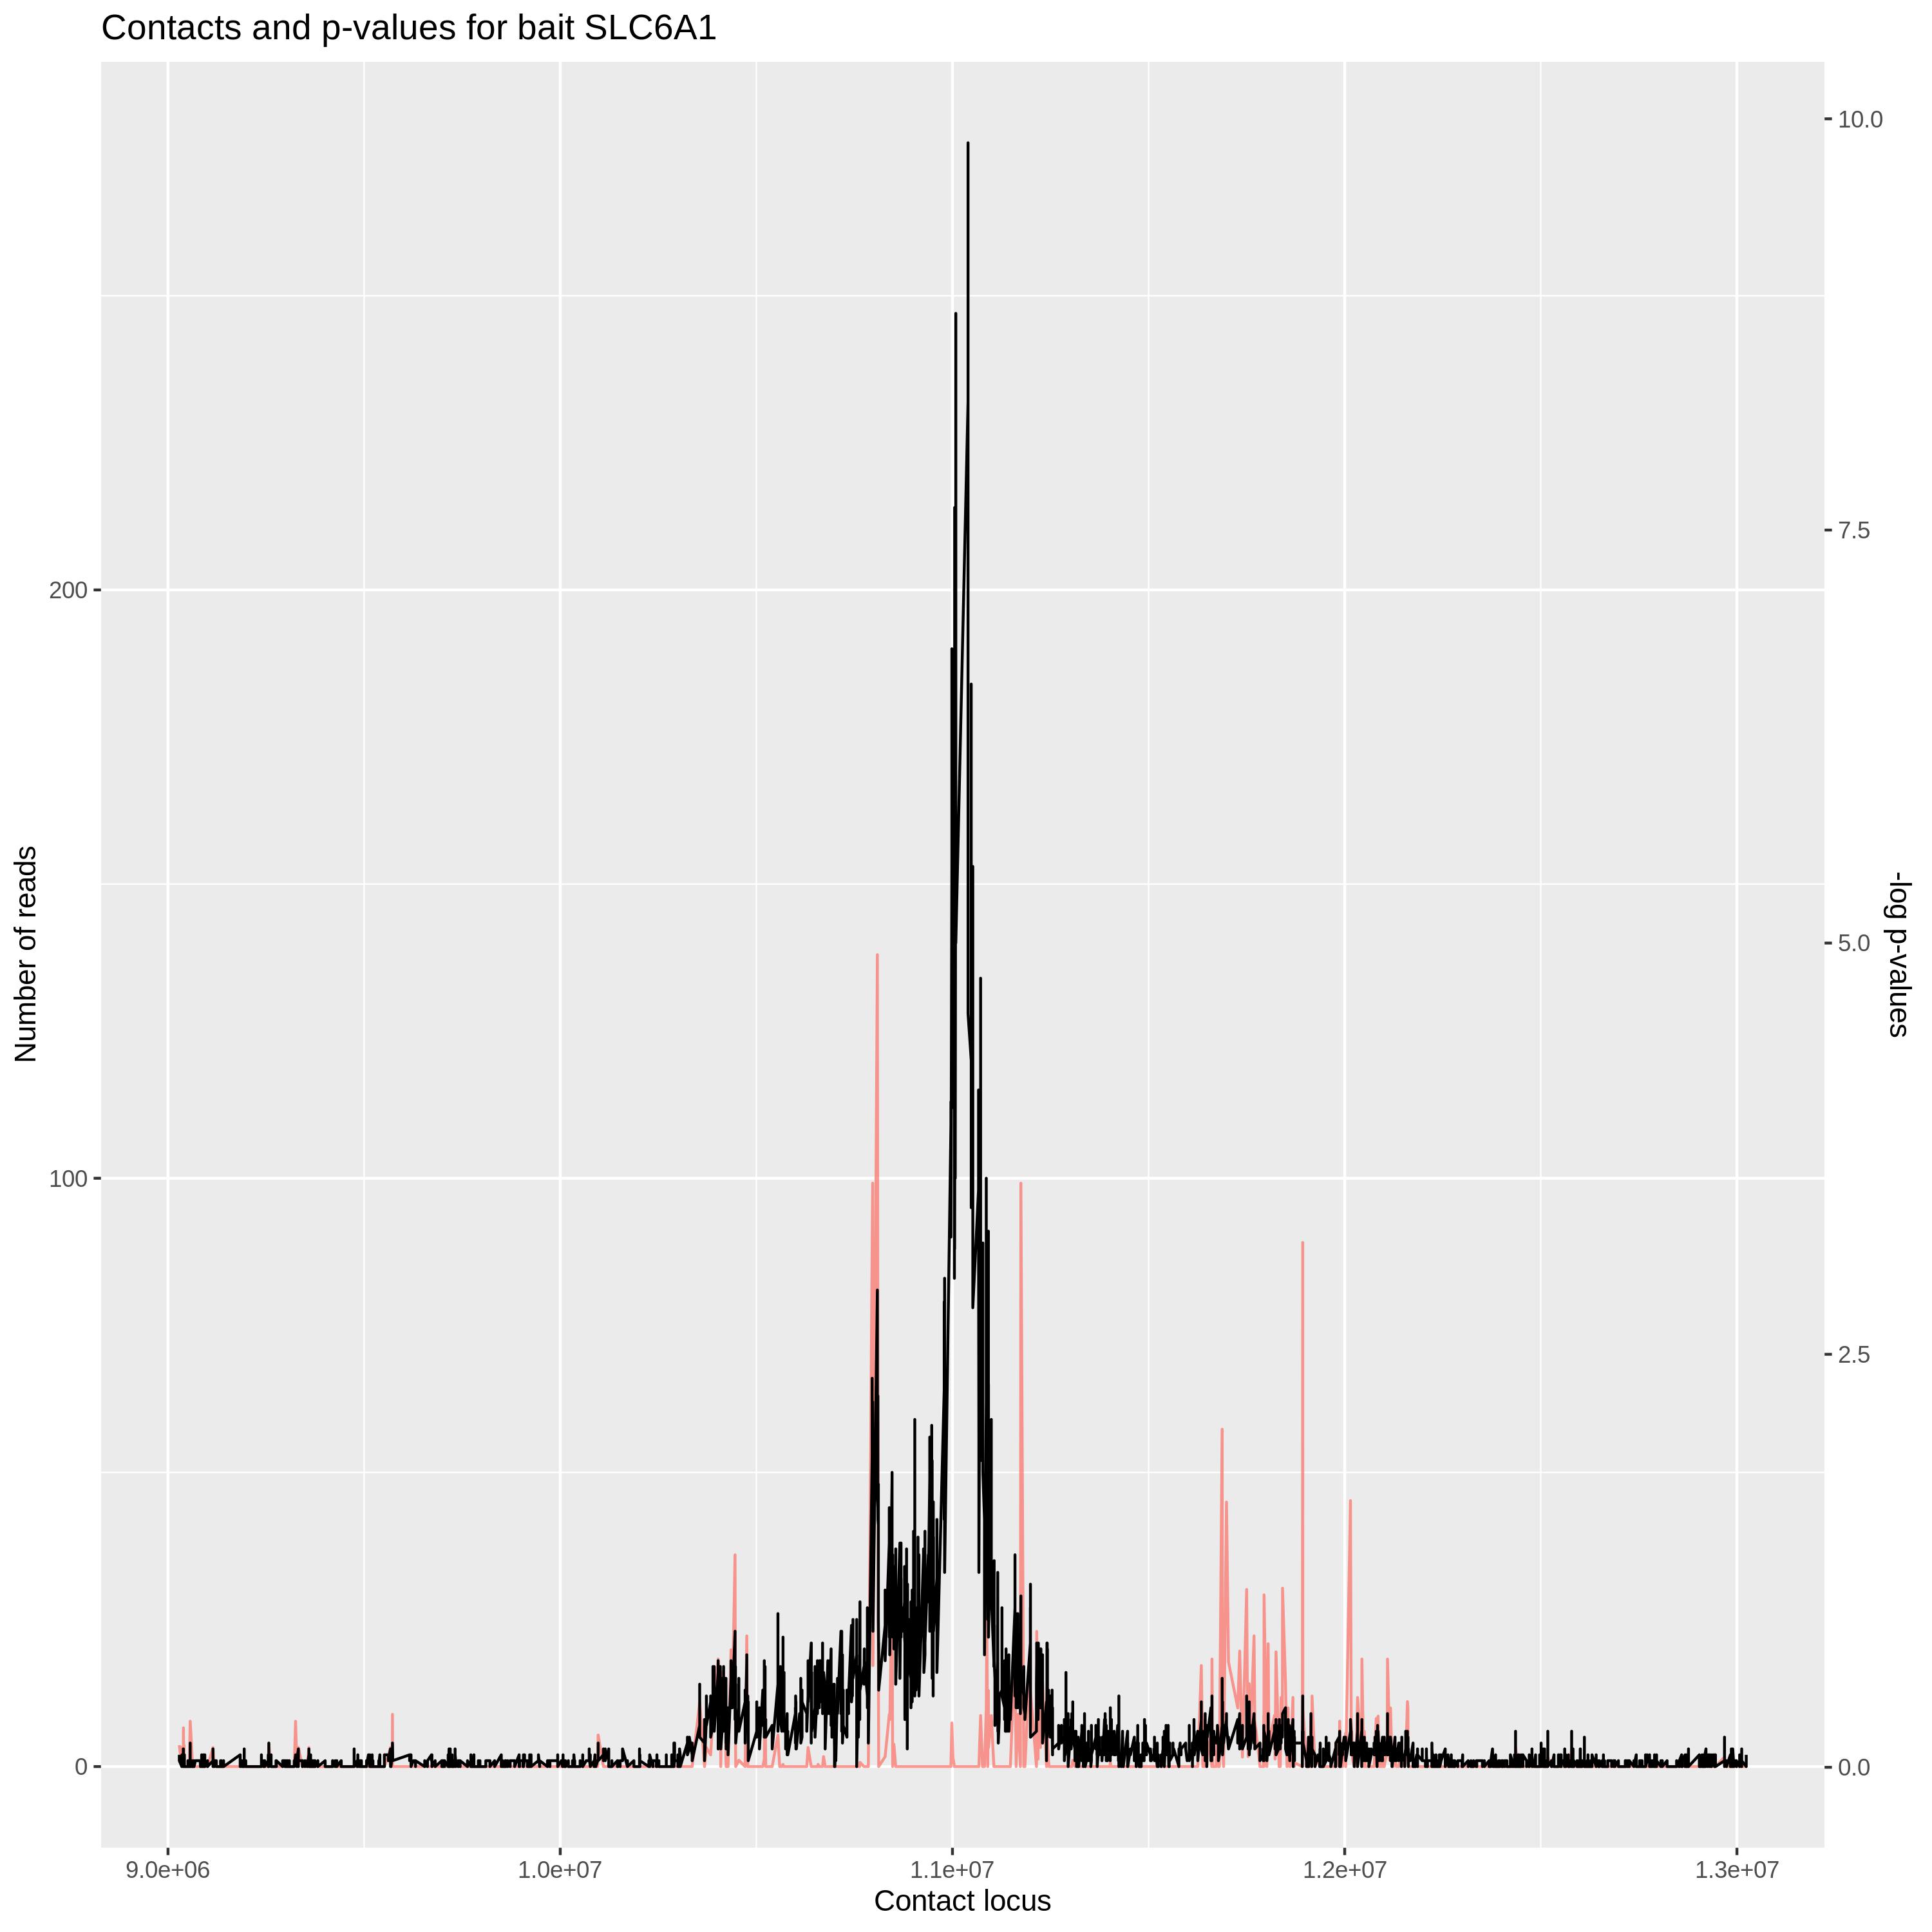 Contacts and p-values for bait SLC6A1
Number of reads
200
100
0
10.0
7.5
5.0
2.5
0.0
-log p-values
9.0e+06
1.0e+07
1.1e+07
1.2e+07
1.3e+07
Contact locus